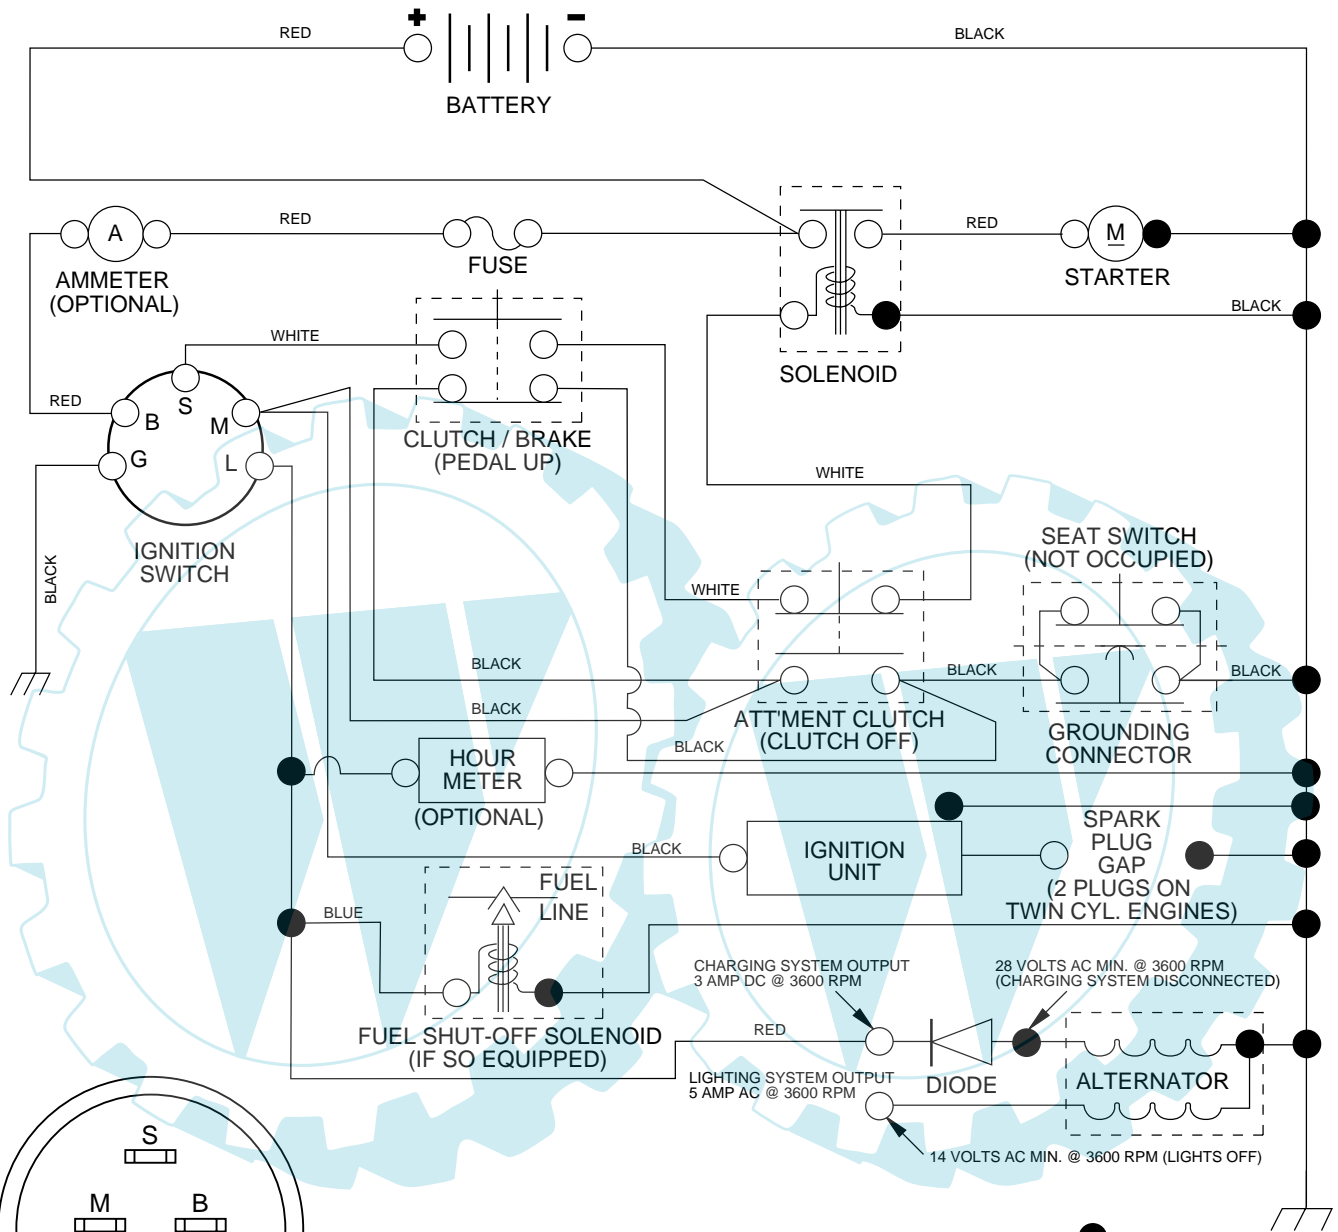 + -
RED
BLACK
BATTERY
A
RED
FUSE
RED
M
STARTER
AMMETER
(OPTIONAL)
BLACK
WHITE
SOLENOID
RED
S
B
M
G
L
CLUTCH / BRAKE
(PEDAL UP)
WHITE
IGNITION
SWITCH
BLACK
SEAT SWITCH
(NOT OCCUPIED)
WHITE
BLACK
BLACK
BLACK
BLACK
ATT'MENT CLUTCH
(CLUTCH OFF)
BLACK
GROUNDING
CONNECTOR
HOUR
METER
(OPTIONAL)
BLACK
IGNITION
UNIT
SPARK
PLUG
GAP
(2 PLUGS ON
TWIN CYL. ENGINES)
FUEL
LINE
BLUE
CHARGING SYSTEM OUTPUT
3 AMP DC @ 3600 RPM
28 VOLTS AC MIN. @ 3600 RPM
(CHARGING SYSTEM DISCONNECTED)
FUEL SHUT-OFF SOLENOID
(IF SO EQUIPPED)
RED
DIODE
ALTERNATOR
LIGHTING SYSTEM OUTPUT
5 AMP AC @ 3600 RPM
14 VOLTS AC MIN. @ 3600 RPM (LIGHTS OFF)
S
M
B